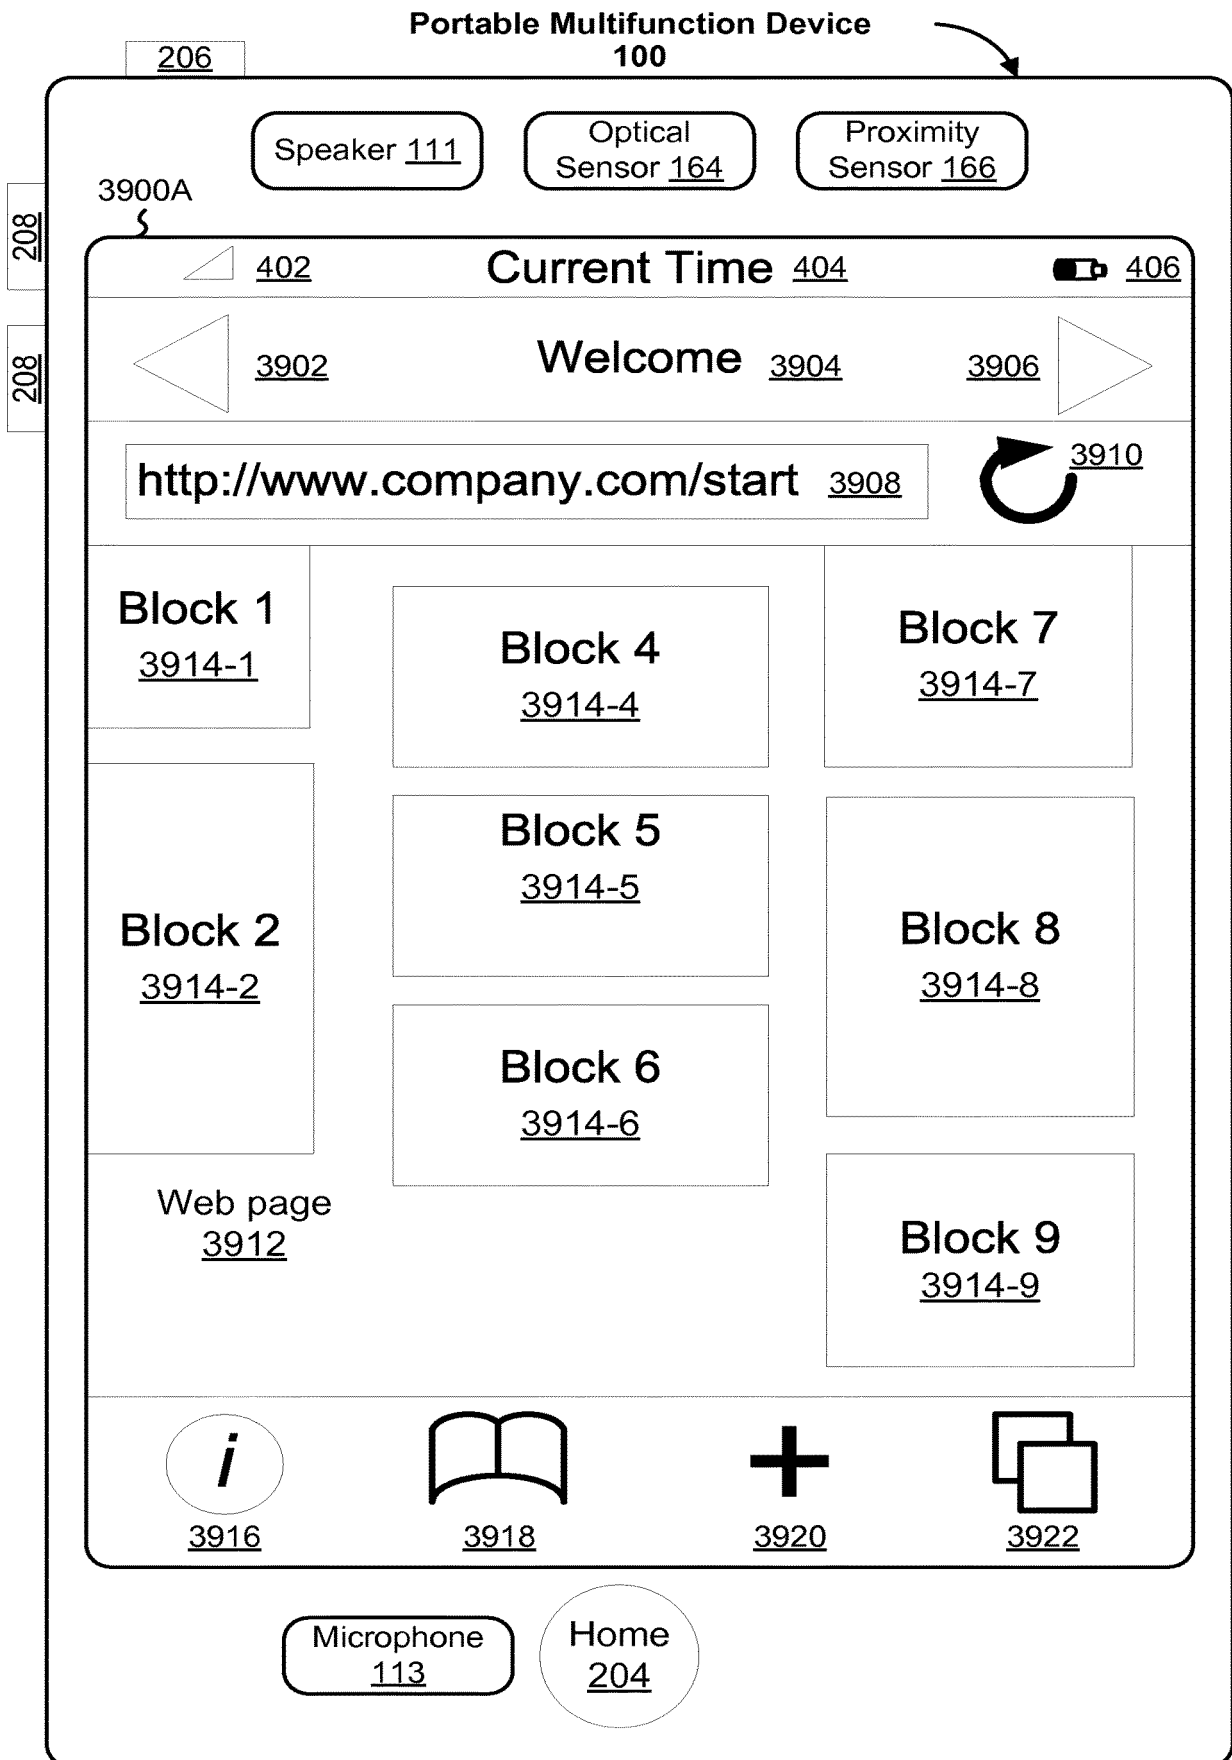 Portable Multifunction Device
100
206
Speaker 111
Optical
Sensor 164
Proximity
Sensor 166
3900A
208
208
402
Current Time 404
406
3902
Welcome 3904
3906
http://www.company.com/start 3908
3910
Block 1
3914-1
Block 2
3914-2
Web page
3912
Block 4
3914-4
Block 5
3914-5
Block 6
3914-6
Block 7
3914-7
Block 8
3914-8
Block 9
3914-9
i
3916
3918
3920
3922
Microphone
113
Home
204